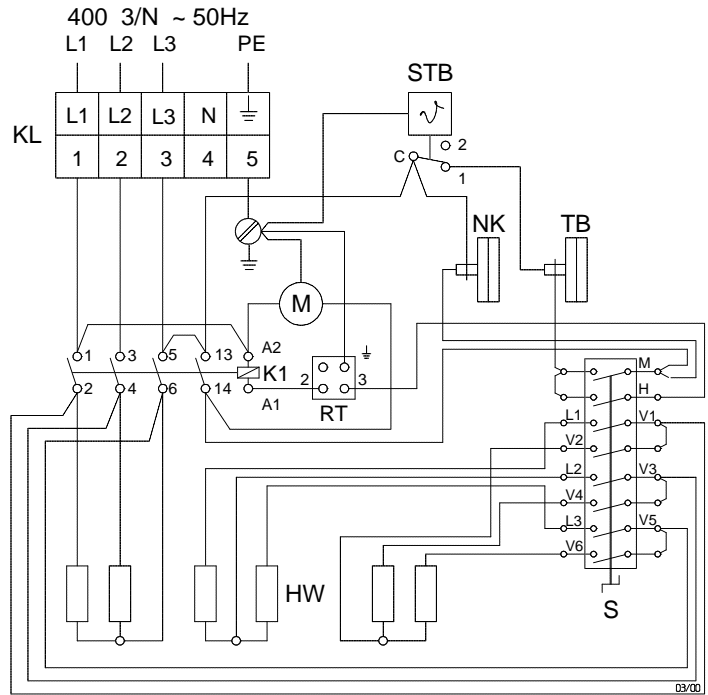 400 3/N ~ 50Hz
L1 L2 L3 PE
STB
KL
L1 L2 L3 N
1 2 3 4 5
C 2
1
NK TB
M
1 3 5 13 A2
K1
2 4 6 14 A1
2 3
RT
M
H
L1 V1
V2
L2 V3
V4
L3 V5
V6
HW
S
03/00